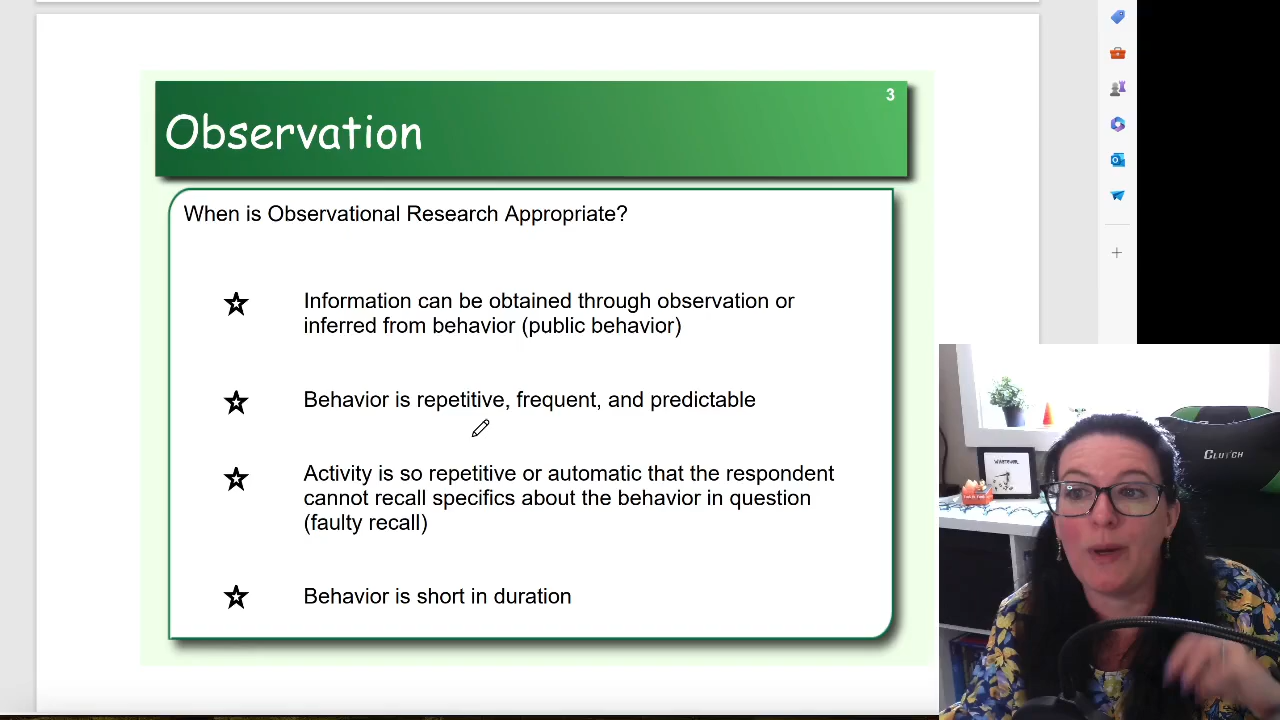 3
Observation
When is Observational Research Appropriate?
Information can be obtained through observation or
inferred from behavior (public behavior)
Behavior is repetitive, frequent, and predictable
Activity is so repetitive or automatic that the respondent
cannot recall specifics about the behavior in question
(faulty recall)
Behavior is short in duration
CLUTCH